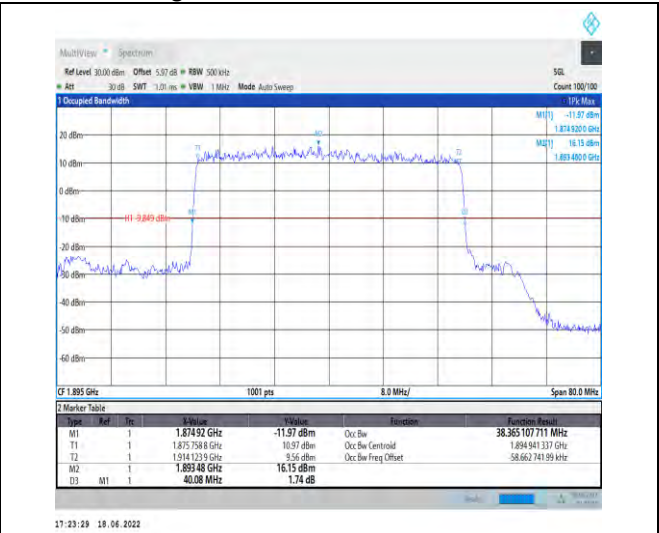 MultiView Spectrum
Ref Level 30.00 dBm Offset 5.97 dB RBW 500 kHz SGL
Att 30 dB SWT 1.01 ms VBW 1 MHz Mode Auto Sweep Count 100/100
1 Occupied Bandwidth 1Pk Max
M1[1] -11.97 dBm
1.874920 0 GHz
M2[1] 16.15 dBm
1.893480 0 GHz
20 dBm
M2
T1 T2
10 dBm
0 dBm
M1 D3
-10 dBm H1 -9.849 dBm
-20 dBm
-30 dBm
-40 dBm
-50 dBm
-60 dBm
CF 1.895 GHz 1001 pts 8.0 MHz/ Span 80.0 MHz
2 Marker Table
Type Ref Trc X-Value Y-Value Function Function Result
M1 1 1.874 92 GHz -11.97 dBm Occ Bw 38.365 107 711 MHz
T1 1 1.875 758 8 GHz 10.97 dBm Occ Bw Centroid 1.894 941 337 GHz
T2 1 1.914 123 9 GHz 9.56 dBm Occ Bw Freq Offset -58.662 741 99 kHz
M2 1 1.893 48 GHz 16.15 dBm
D3 M1 1 40.08 MHz 1.74 dB
17:23:29 18.06.2022